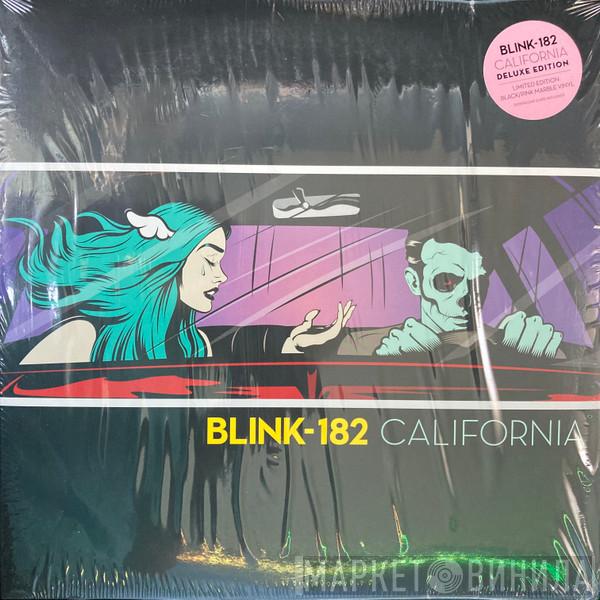 BLINK-182
CALIFORNIA
DELUXE EDITION
LIMITED EDITION
BLACK/PINK MARBLE VINYL
BLINK-182 CALIFORNIA
МАРКЕТ ВИНИЛА